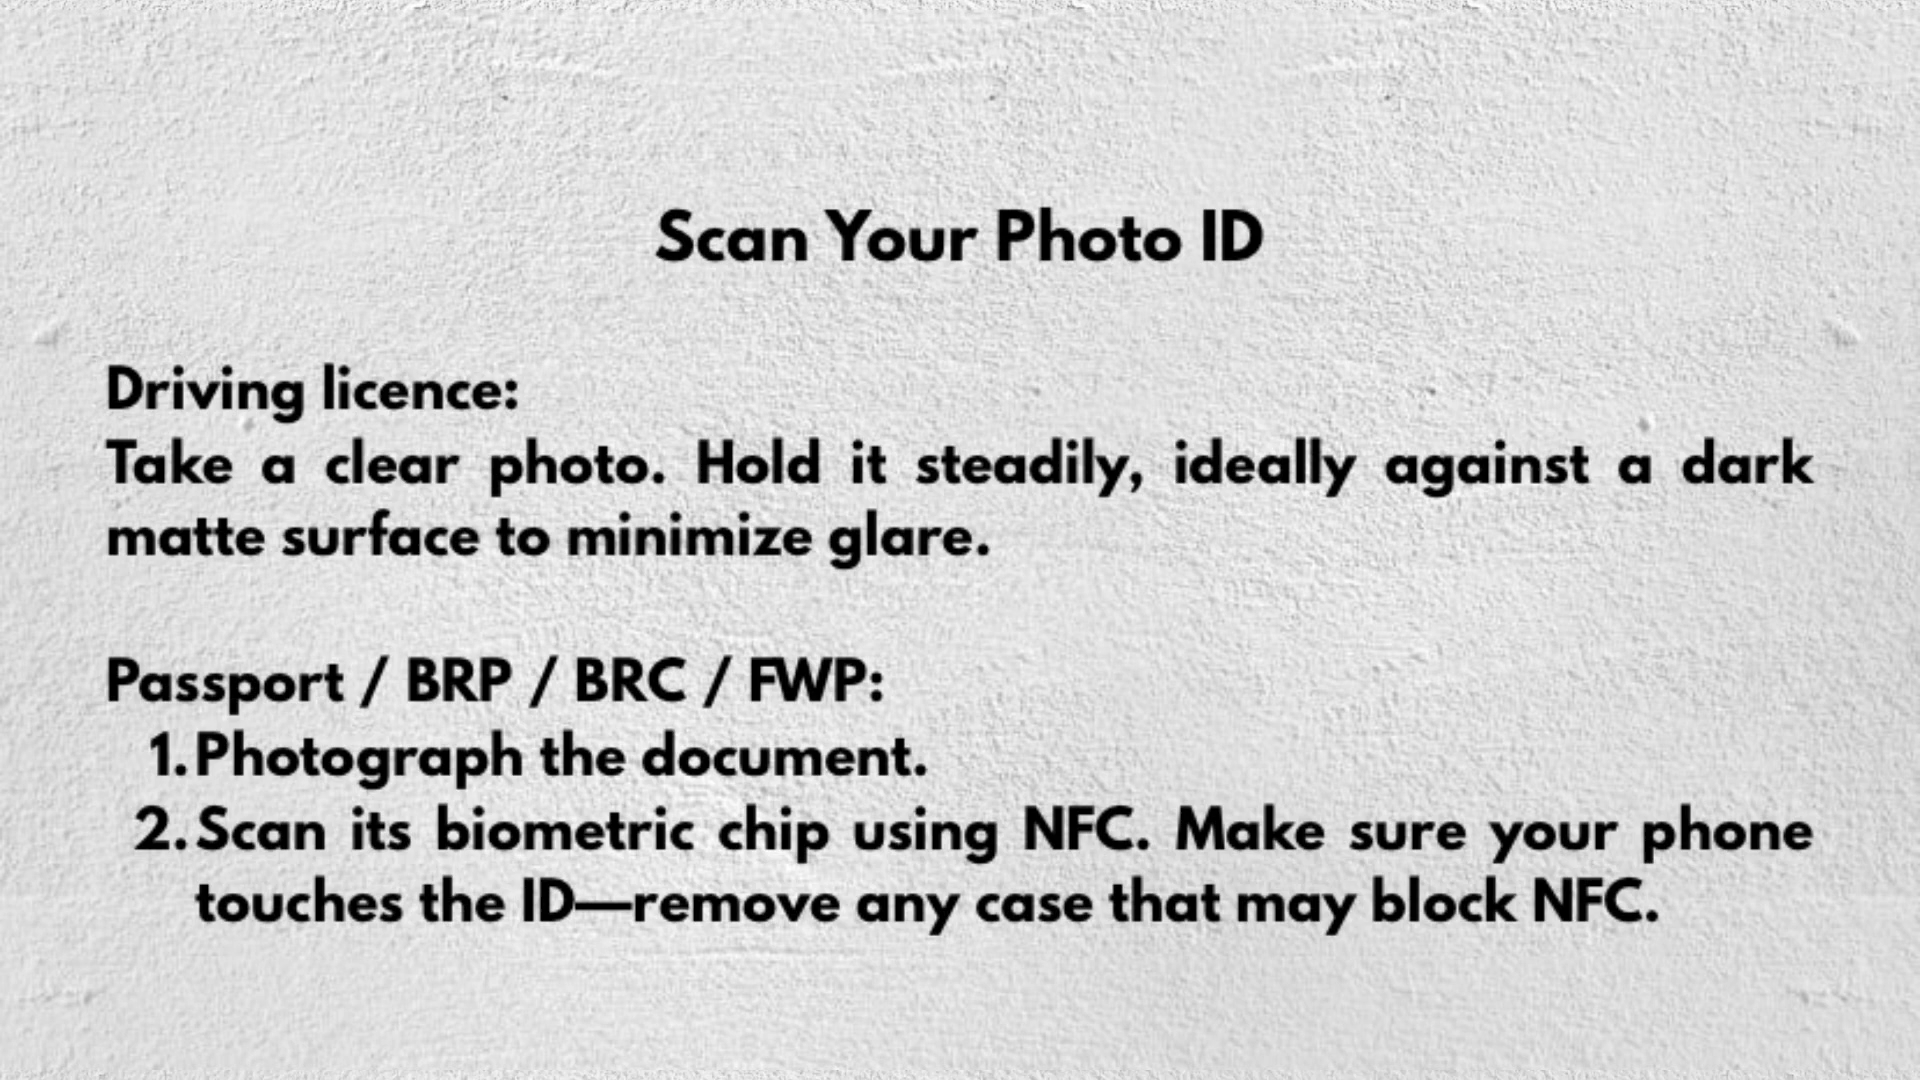 Scan Your Photo ID
Driving licence:
Take a clear photo. Hold it steadily, ideally against a dark
matte surface to minimize glare.
Passport / BRP / BRC / FWP:
1. Photograph the document.
2. Scan its biometric chip using NFC. Make sure your phone
touches the ID—remove any case that may block NFC.